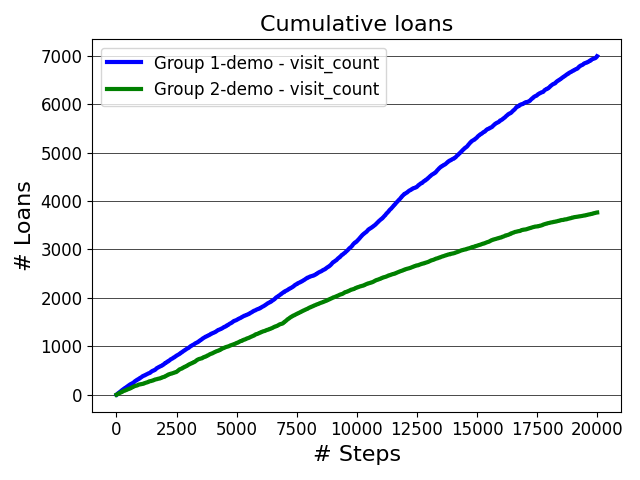 Cumulative loans
Group 1-demo - visit_count
Group 2-demo - visit_count
# Loans
7000
6000
5000
4000
3000
2000
1000
0
0 2500 5000 7500 10000 12500 15000 17500 20000
# Steps